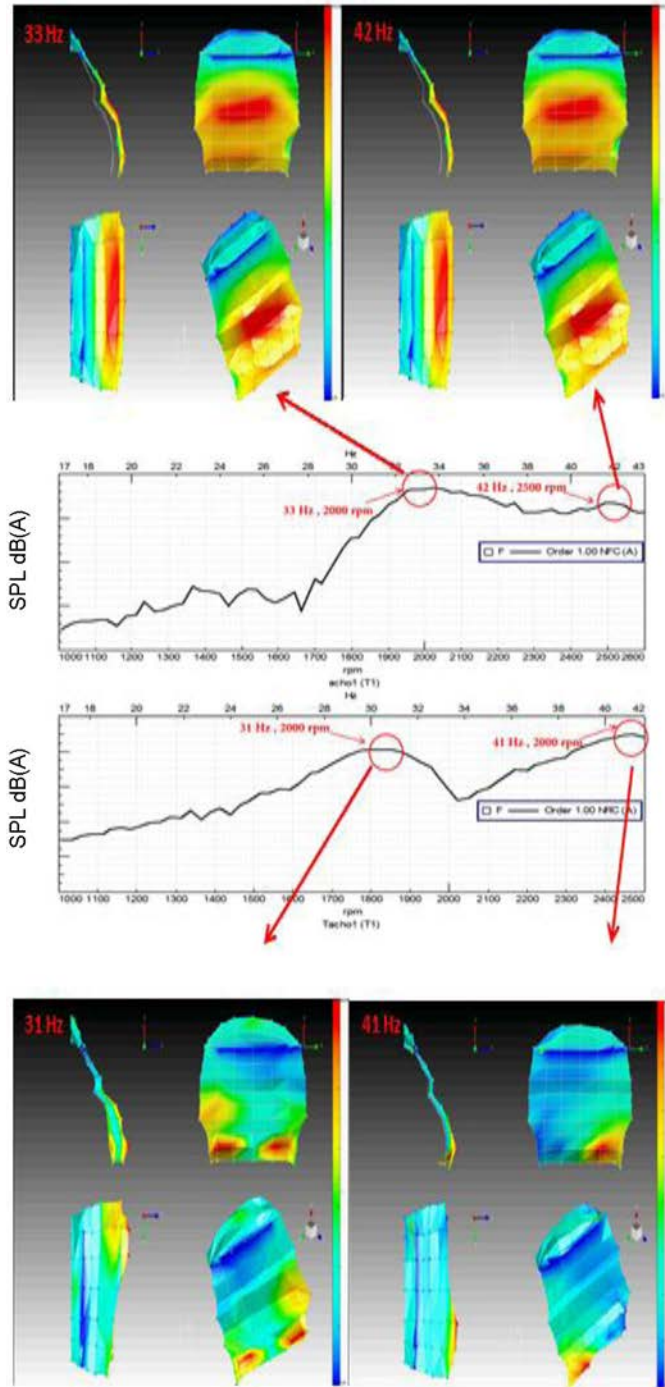 33 Hz
42 Hz
Hz
17 18 20 22 24 26 28 30 32 34 36 38 40 42 43
33 Hz , 2000 rpm
42 Hz , 2500 rpm
F Order 1.00 NFC (A)
SPL dB(A)
1000 1100 1200 1300 1400 1500 1600 1700 1800 1900 2000 2100 2200 2300 2400 2500 2600
rpm
acho1 (T1)
Hz
17 18 20 22 24 26 28 30 32 34 36 38 40 42
31 Hz , 2000 rpm
41 Hz , 2000 rpm
F Order 1.00 NRC (A)
SPL dB(A)
1000 1100 1200 1300 1400 1500 1600 1700 1800 1900 2000 2100 2200 2300 2400 2500
rpm
Tacho1 (T1)
31 Hz
41 Hz